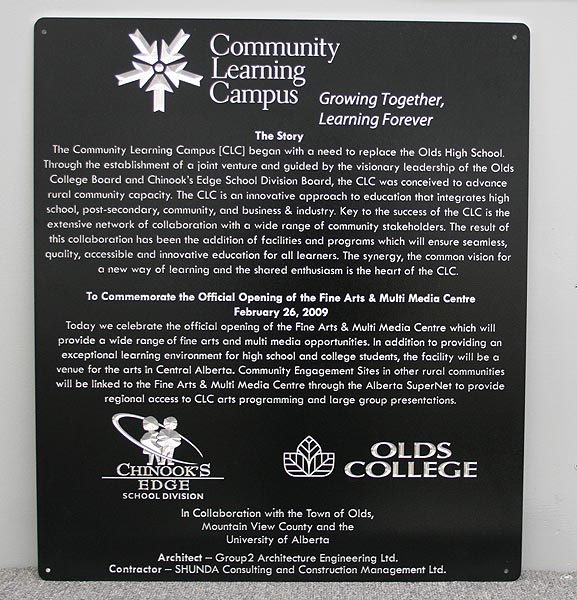 Community
Learning
Campus
Growing Together,
Learning Forever
The Story
The Community Learning Campus [CLC] began with a need to replace the Olds High School.
Through the establishment of a joint venture and guided by the visionary leadership of the Olds
College Board and Chinook's Edge School Division Board, the CLC was conceived to advance
rural community capacity. The CLC is an innovative approach to education that integrates high
school, post-secondary, community, and business & industry. Key to the success of the CLC is the
extensive network of collaboration with a wide range of community stakeholders. The result of
this collaboration has been the addition of facilities and programs which will ensure seamless,
quality, accessible and innovative education for all learners. The synergy, the common vision for
a new way of learning and the shared enthusiasm is the heart of the CLC.
To Commemorate the Official Opening of the Fine Arts & Multi Media Centre
February 26, 2009
Today we celebrate the official opening of the Fine Arts & Multi Media Centre which will
provide a wide range of fine arts and multi media opportunities. In addition to providing an
exceptional learning environment for high school and college students, the facility will be a
venue for the arts in Central Alberta. Community Engagement Sites in other rural communities
will be linked to the Fine Arts & Multi Media Centre through the Alberta SuperNet to provide
regional access to CLC arts programming and large group presentations.
CHINOOK'S
EDGE
SCHOOL DIVISION
OLDS
COLLEGE
In Collaboration with the Town of Olds,
Mountain View County and the
University of Alberta
Architect – Group2 Architecture Engineering Ltd.
Contractor – SHUNDA Consulting and Construction Management Ltd.